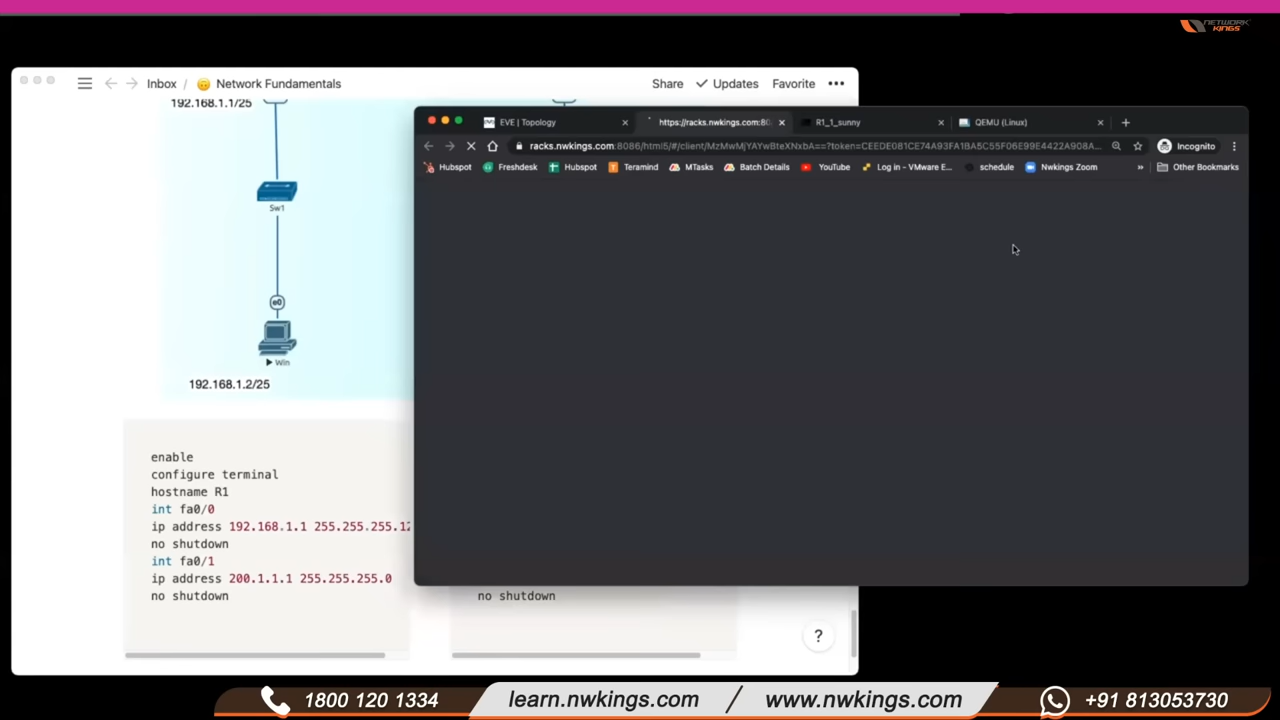 NETWORK
KINGS
Inbox / Network Fundamentals
Share Updates Favorite
192.168.1.1/25
Sw1
e0
Win
192.168.1.2/25
enable
configure terminal
hostname R1
int fa0/0
ip address 192.168.1.1 255.255.255.12
no shutdown
int fa0/1
ip address 200.1.1.1 255.255.255.0
no shutdown
no shutdown
?
EVE | Topology
https://racks.nwkings.com:80
R1_1_sunny
QEMU (Linux)
Incognito
Hubspot Freshdesk Hubspot Teramind MTasks Batch Details YouTube Log in - VMware E... schedule Nwkings Zoom » Other Bookmarks
1800 120 1334
learn.nwkings.com / www.nwkings.com
+91 813053730